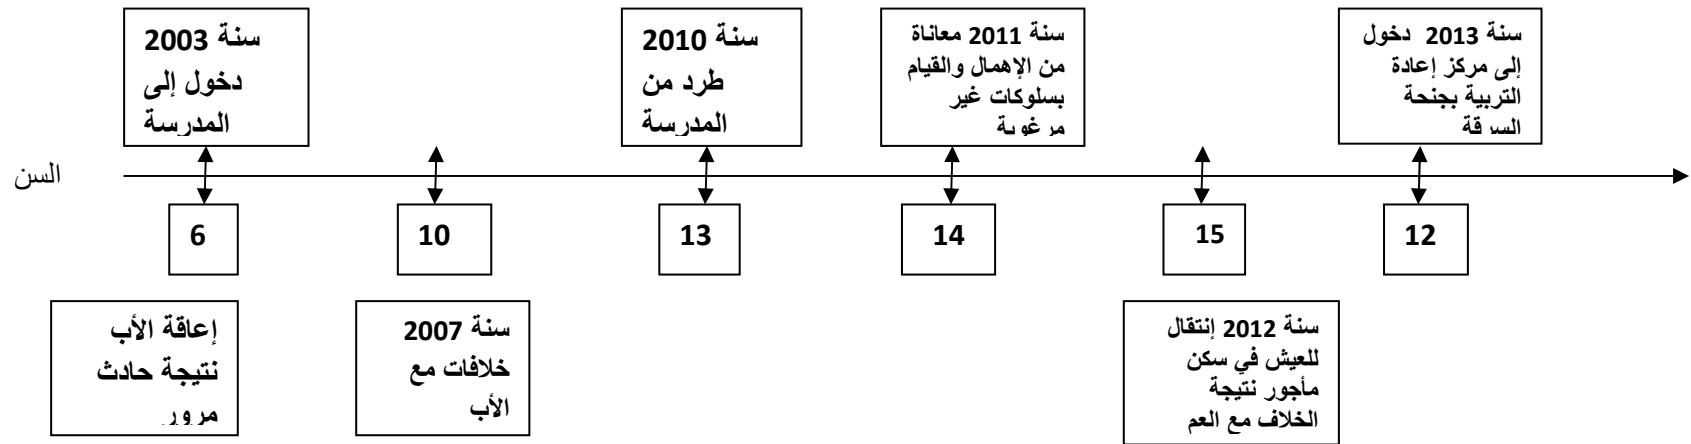 سنة 2003
دخول إلى
المدرسة
سنة 2010
طرد من
المدرسة
سنة 2011 معاناة
من الإهمال والقيام
بسلوكات غير
مرغوبة
سنة 2013 دخول
إلى مركز إعادة
التربية بجنحة
السرقة
السن
6
10
13
14
15
12
إعاقة الأب
نتيجة حادث
مرور
سنة 2007
خلافات مع
الأب
سنة 2012 إنتقال
للعيش في سكن
مأجور نتيجة
الخلاف مع العم